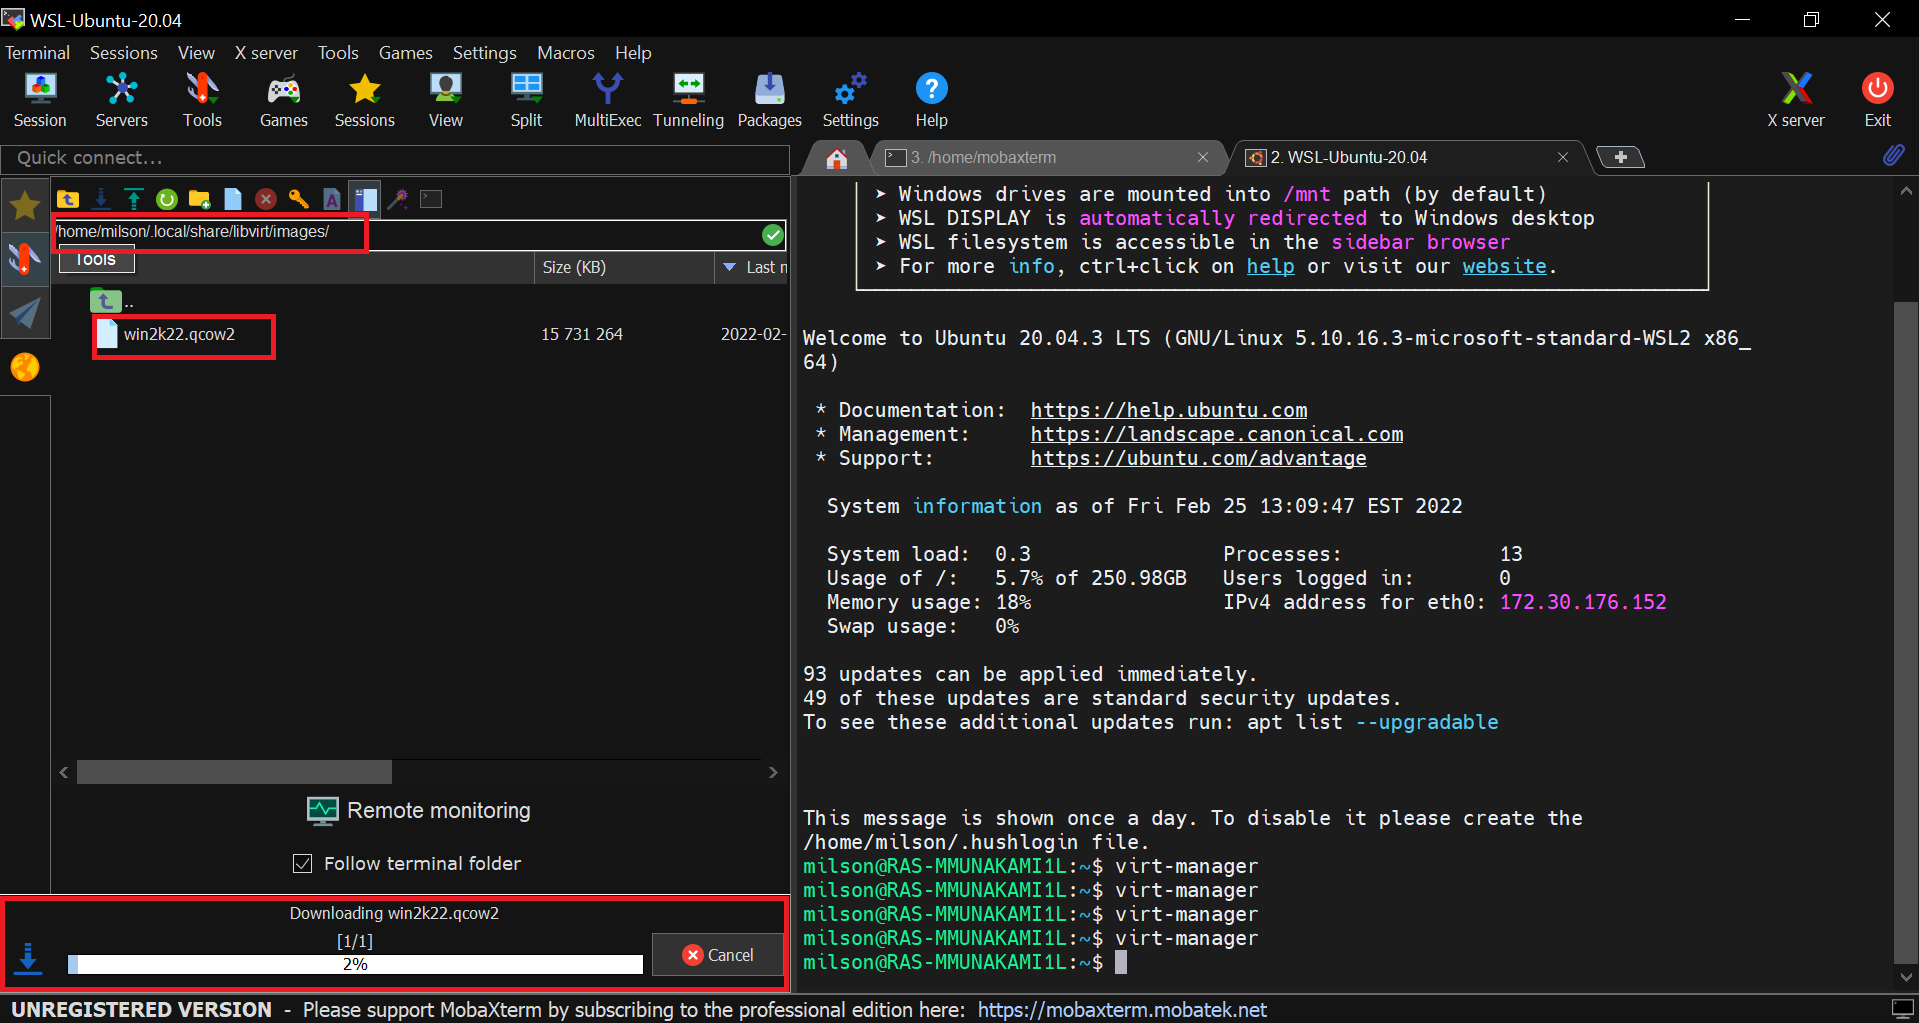 WSL-Ubuntu-20.04
Terminal Sessions View X server Tools Games Settings Macros Help
Session Servers Tools Games Sessions View Split MultiExec Tunneling Packages Settings Help X server Exit
Quick connect...
3. /home/mobaxterm
2. WSL-Ubuntu-20.04
/home/milson/.local/share/libvirt/images/
Tools
Size (KB)
Last
..
win2k22.qcow2 15 731 264 2022-02-
Remote monitoring
Follow terminal folder
Downloading win2k22.qcow2
[1/1]
2%
Cancel
➤ Windows drives are mounted into /mnt path (by default)
➤ WSL DISPLAY is automatically redirected to Windows desktop
➤ WSL filesystem is accessible in the sidebar browser
➤ For more info, ctrl+click on help or visit our website.
Welcome to Ubuntu 20.04.3 LTS (GNU/Linux 5.10.16.3-microsoft-standard-WSL2 x86_
64)
* Documentation: https://help.ubuntu.com
* Management: https://landscape.canonical.com
* Support: https://ubuntu.com/advantage
System information as of Fri Feb 25 13:09:47 EST 2022
System load: 0.3 Processes: 13
Usage of /: 5.7% of 250.98GB Users logged in: 0
Memory usage: 18% IPv4 address for eth0: 172.30.176.152
Swap usage: 0%
93 updates can be applied immediately.
49 of these updates are standard security updates.
To see these additional updates run: apt list --upgradable
This message is shown once a day. To disable it please create the
/home/milson/.hushlogin file.
milson@RAS-MMUNAKAMI1L:~$ virt-manager
milson@RAS-MMUNAKAMI1L:~$ virt-manager
milson@RAS-MMUNAKAMI1L:~$ virt-manager
milson@RAS-MMUNAKAMI1L:~$ virt-manager
milson@RAS-MMUNAKAMI1L:~$
UNREGISTERED VERSION - Please support MobaXterm by subscribing to the professional edition here: https://mobaxterm.mobatek.net